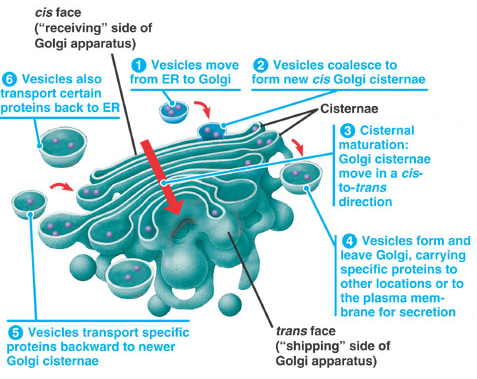 cis face
(“receiving” side of
Golgi apparatus)
1 Vesicles move
from ER to Golgi
2 Vesicles coalesce to
form new cis Golgi cisternae
6 Vesicles also
transport certain
proteins back to ER
Cisternae
3 Cisternal
maturation:
Golgi cisternae
move in a cis-
to-trans
direction
4 Vesicles form and
leave Golgi, carrying
specific proteins to
other locations or to
the plasma mem-
brane for secretion
5 Vesicles transport specific
proteins backward to newer
Golgi cisternae
trans face
(“shipping” side of
Golgi apparatus)